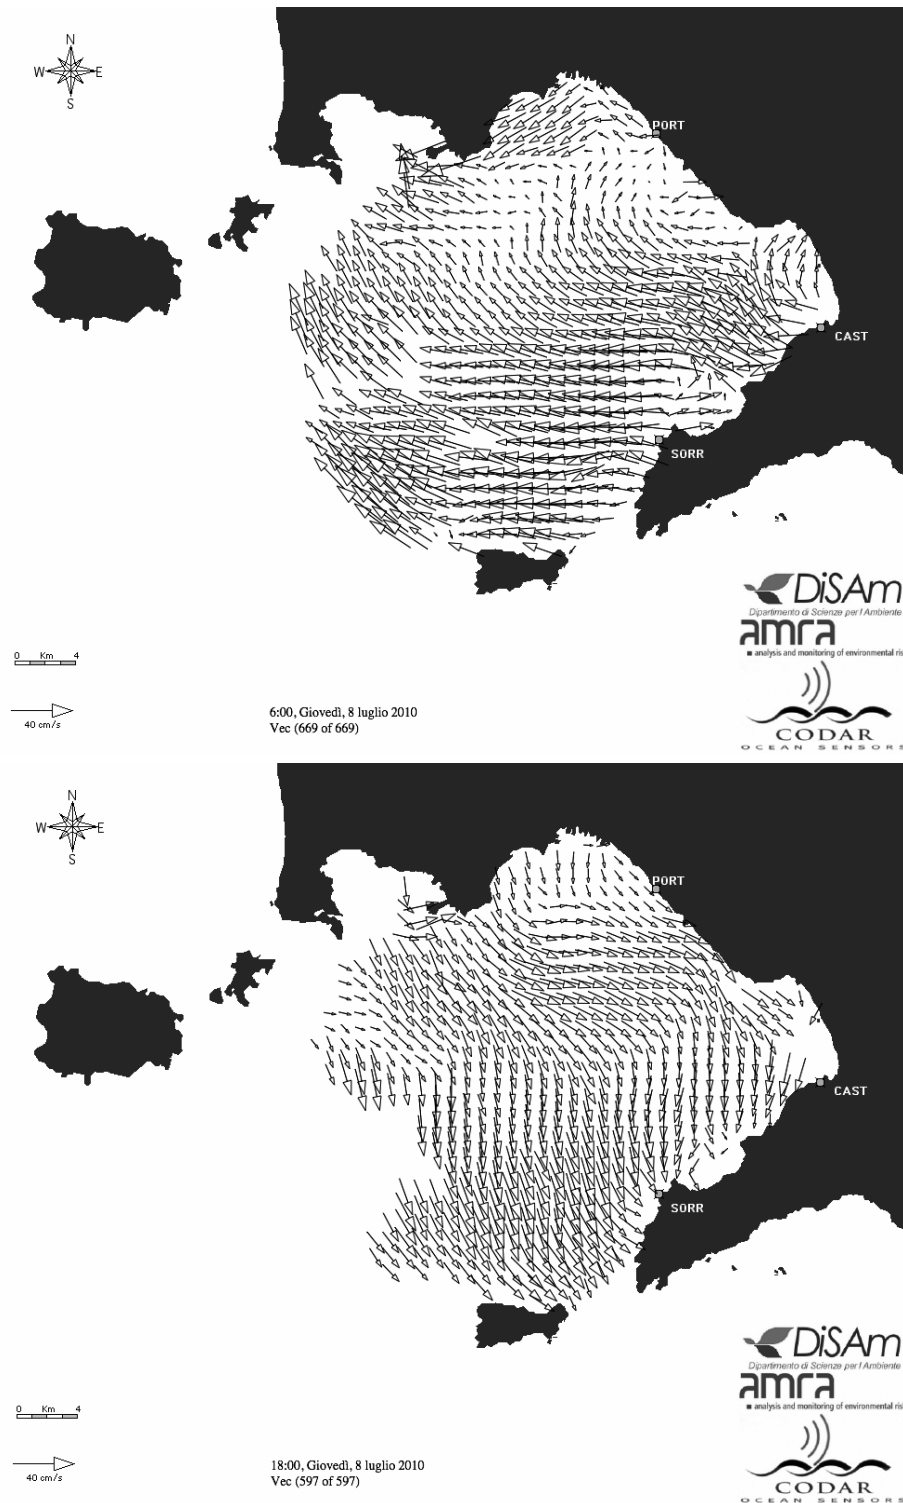 N
W E
S
PORT
CAST
SORR
DiSAm
Dipartimento di Scienze per l'Ambiente
amra
analysis and monitoring of environmental ris
0 Km 4
40 cm/s
6:00, Giovedì, 8 luglio 2010
Vec (669 of 669)
CODAR
OCEAN SENSORS
N
W E
S
PORT
CAST
SORR
DiSAm
Dipartimento di Scienze per l'Ambiente
amra
analysis and monitoring of environmental ris
0 Km 4
40 cm/s
18:00, Giovedì, 8 luglio 2010
Vec (597 of 597)
CODAR
OCEAN SENSORS